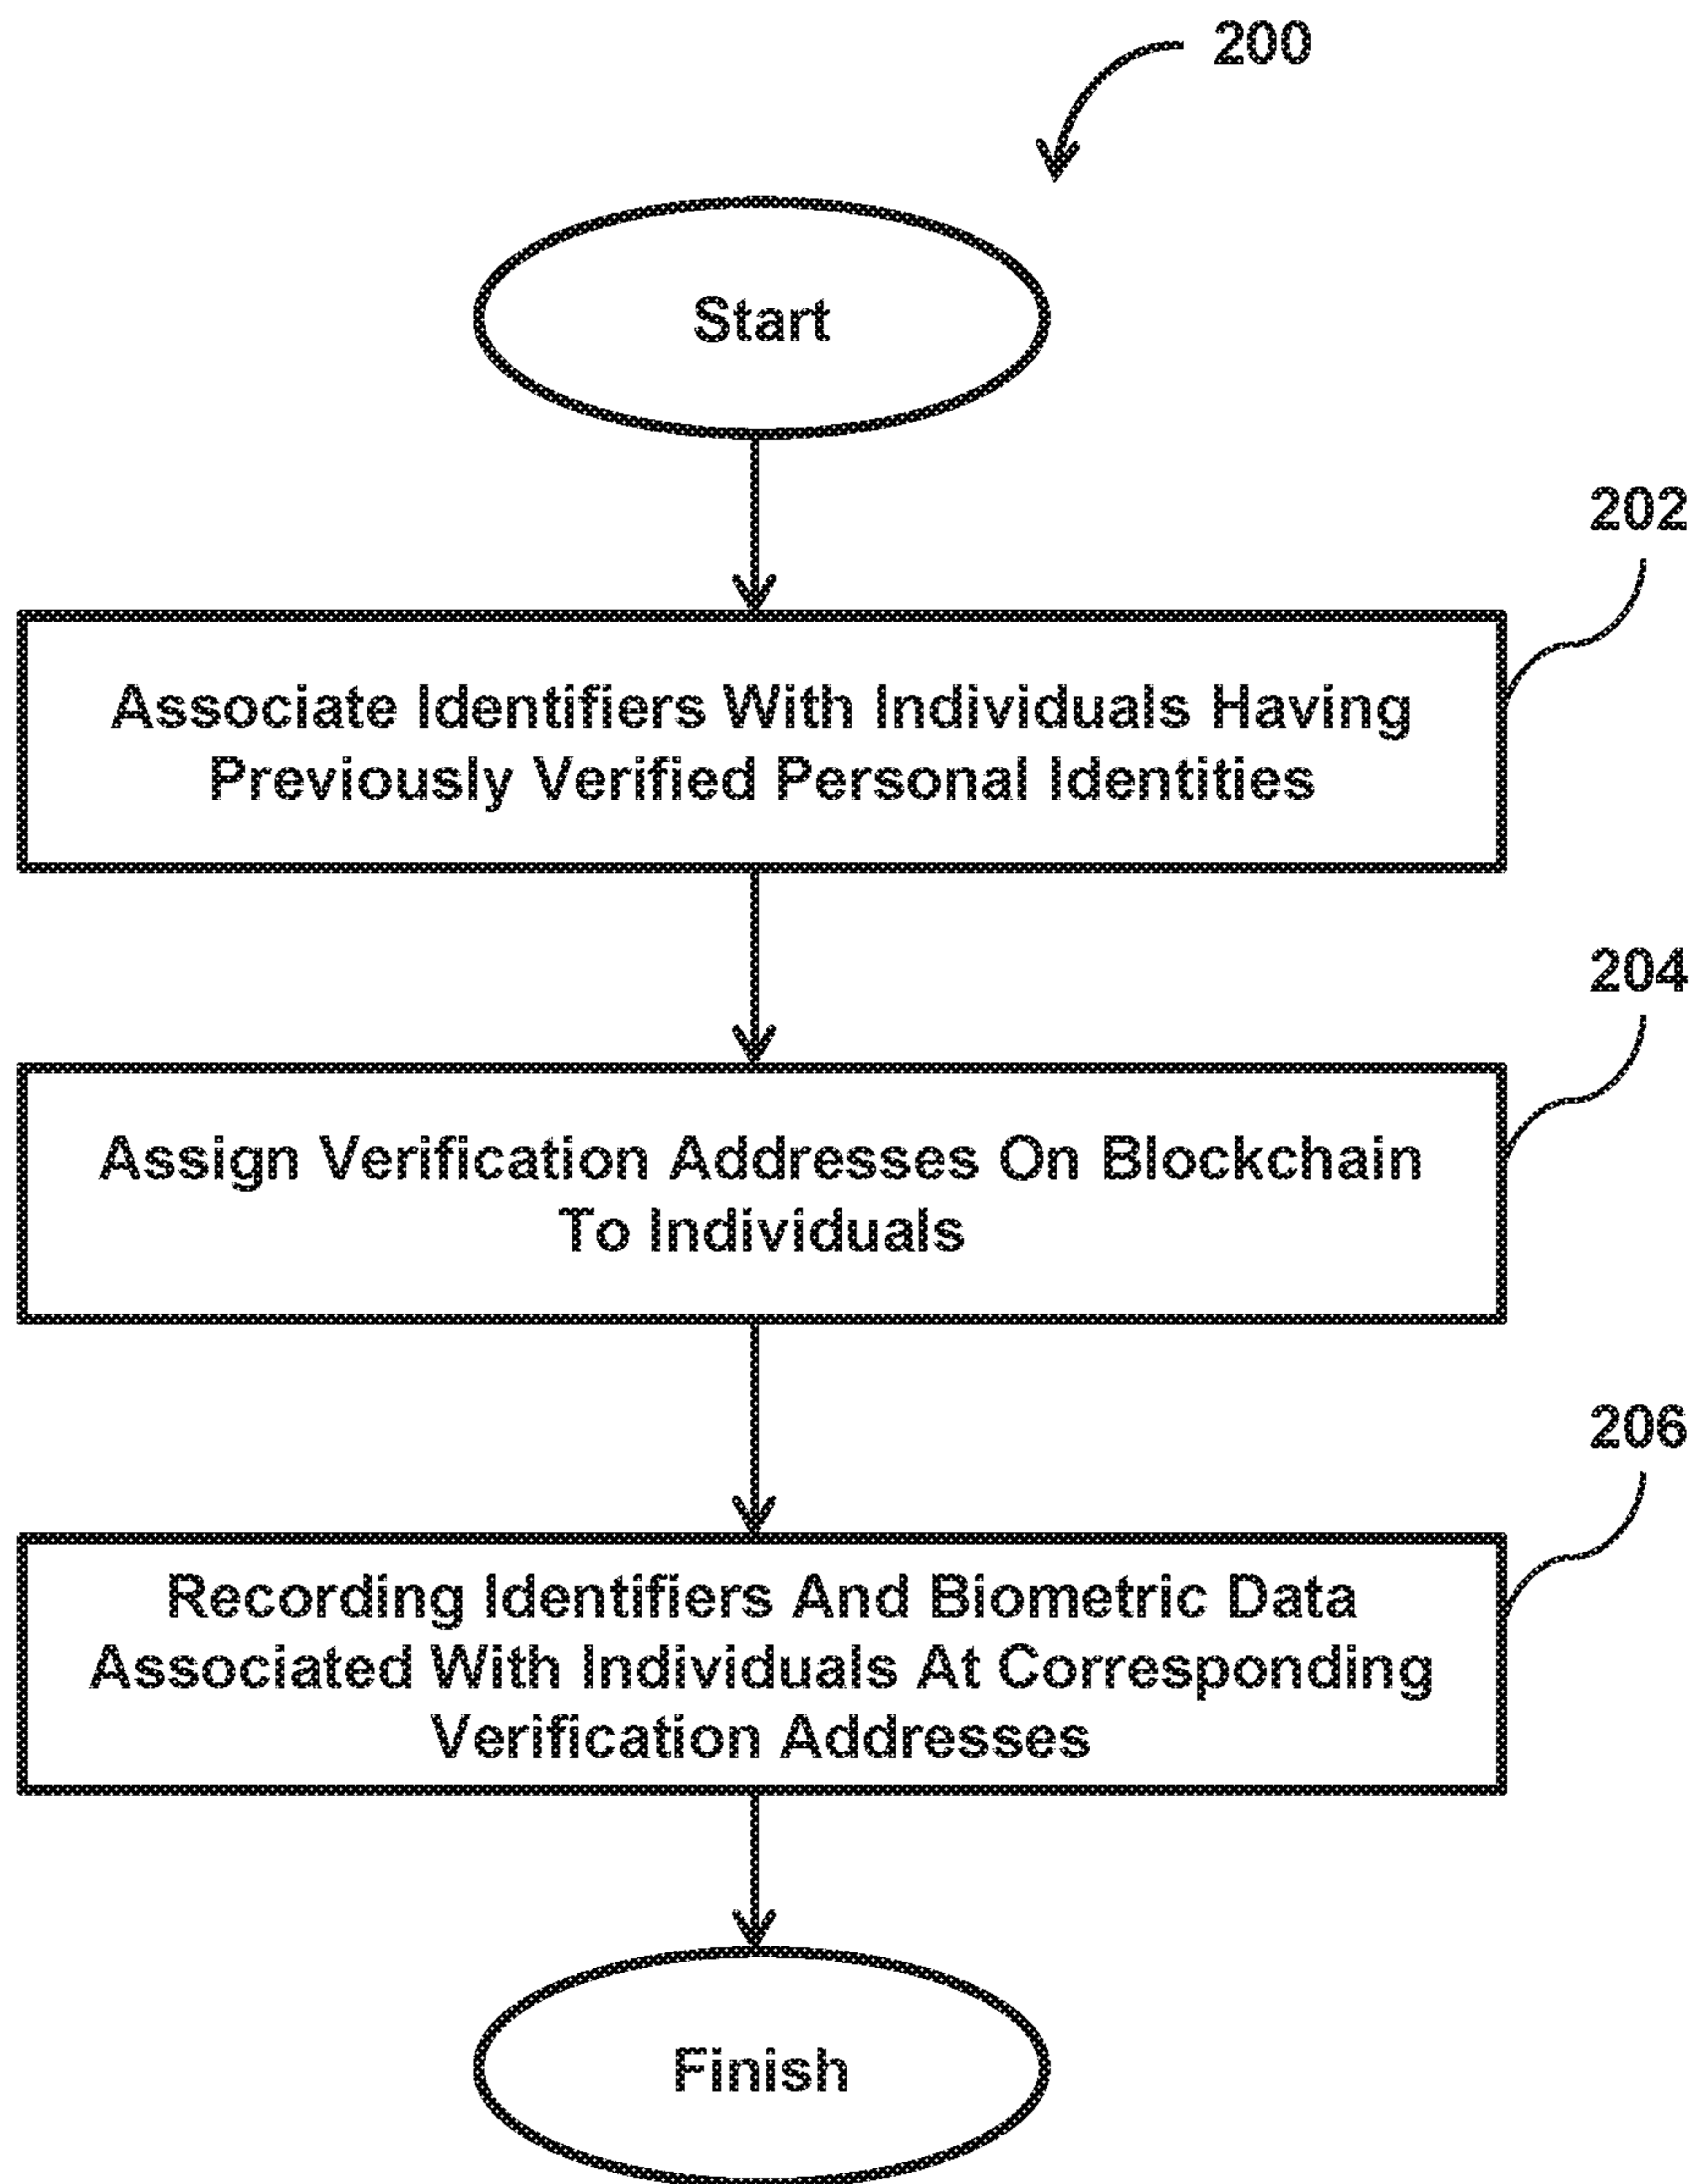 200
Start
202
Associate Identifiers With Individuals Having
Previously Verified Personal Identities
204
Assign Verification Addresses On Blockchain
To Individuals
206
Recording Identifiers And Biometric Data
Associated With Individuals At Corresponding
Verification Addresses
Finish